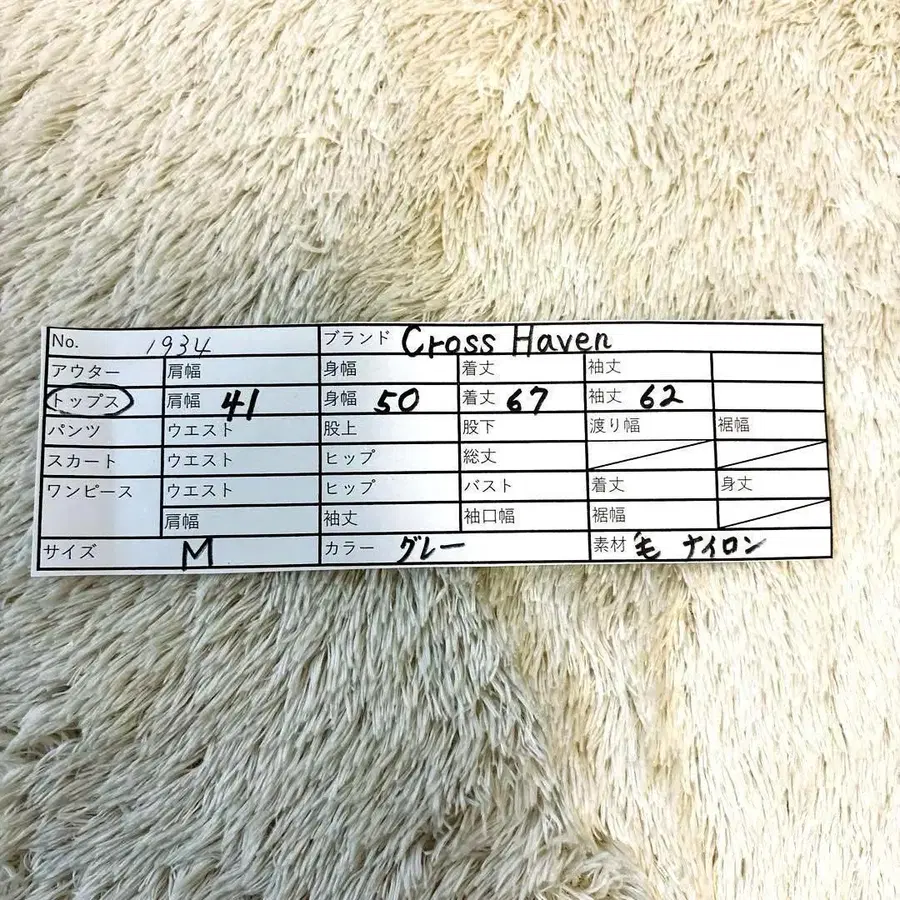 No. 1934 ブランド Cross Haven
アウター 肩幅 身幅 着丈 袖丈
トップス 肩幅 41 身幅 50 着丈 67 袖丈 62
パンツ ウエスト 股上 股下 渡り幅 裾幅
スカート ウエスト ヒップ 総丈
ワンピース ウエスト ヒップ バスト 着丈 身丈
肩幅 袖丈 袖口幅 裾幅
サイズ M カラー グレー 素材 毛 ナイロン